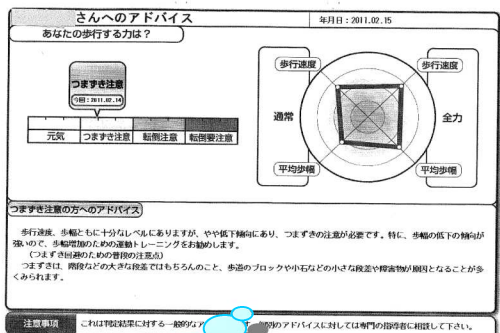 さんへのアドバイス
年月日：2011.02.15
あなたの歩行する力は？
つまずき注意
今回：2011.02.14
元気
つまずき注意
転倒注意
転倒要注意
歩行速度
歩行速度
通常
全力
平均歩幅
平均歩幅
つまずき注意の方へのアドバイス
歩行速度、歩幅ともに十分なレベルにありますが、やや低下傾向にあり、つまずきの注意が必要です。特に、歩幅の低下の傾向が
強いので、歩幅増加のための運動トレーニングをお勧めします。
（つまずき回避のための普段の注意点）
つまずきは、階段などの大きな段差ではもちろんのこと、歩道のブロックや小石などの小さな段差や障害物が原因となることが多
くみられます。
注意事項
これは判定結果に対する一般的なア
のアドバイスに対しては専門の指導者に相談して下さい。